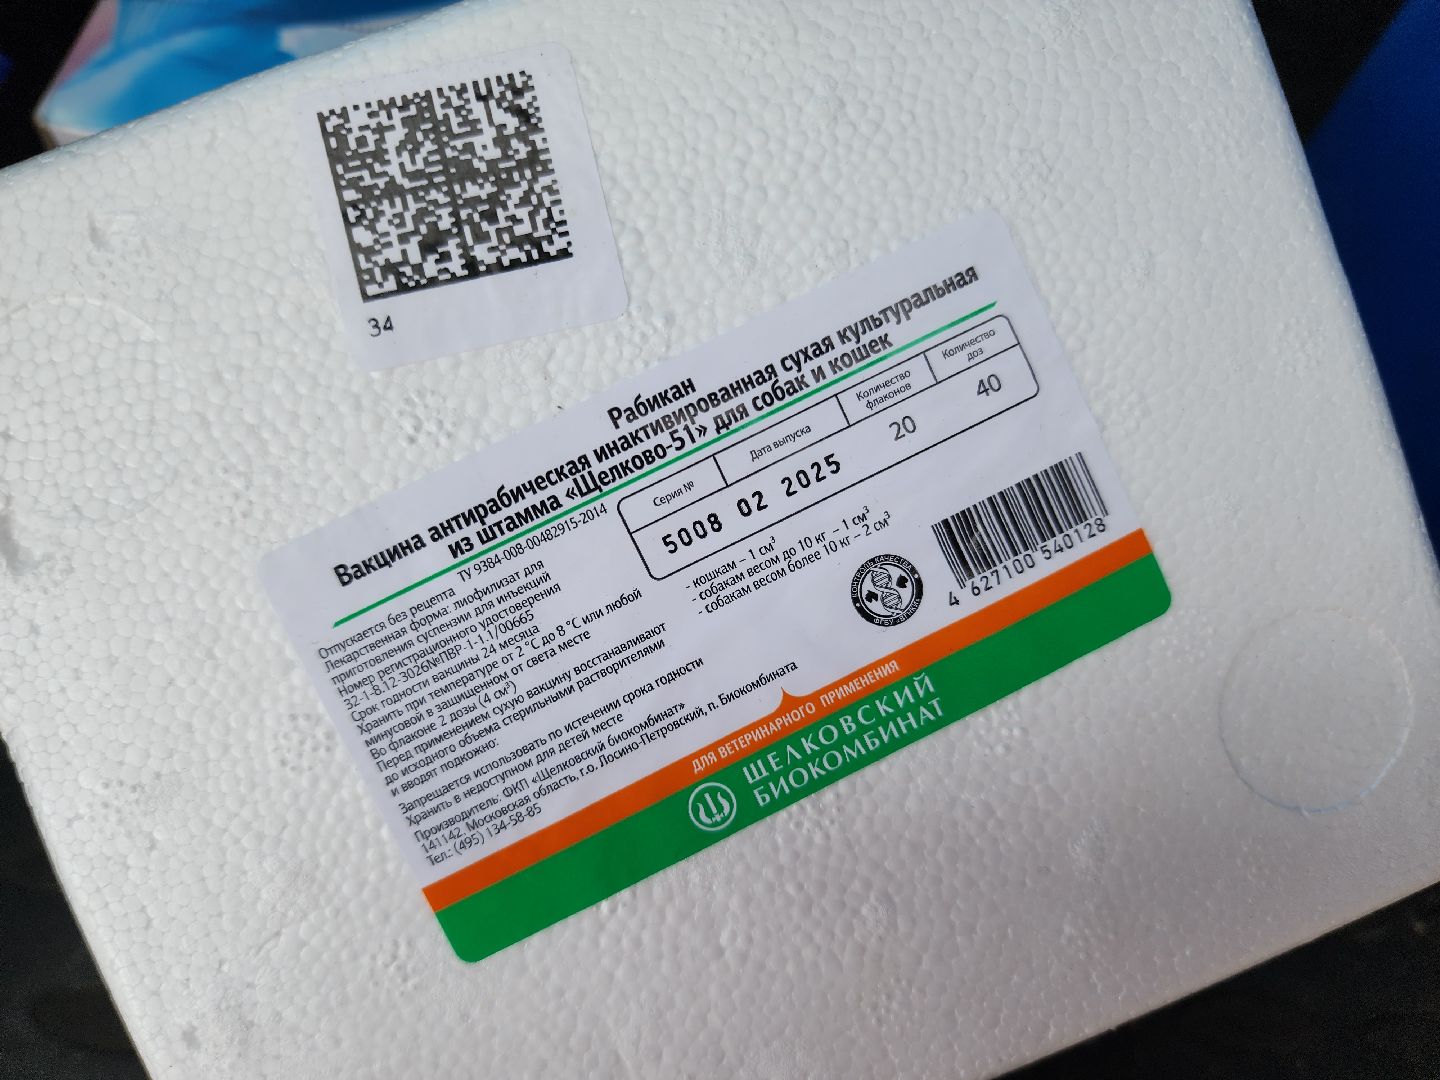 34
Рабикан
Вакцина антирабическая инактивированная сухая культуральная
из штамма «Щелково-51» для собак и кошек
ТУ 9384-008-00482915-2014
Серия №
Дата выпуска
Количество
флаконов
Количество
доз
5008 02 2025
20
40
Отпускается без рецепта
Лекарственная форма: лиофилизат для
приготовления суспензии для инъекций
Номер регистрационного удостоверения
32-1-8.12-3026№ПВР-1-1.1/00665
Срок годности вакцины 24 месяца
Хранить при температуре от 2 °С до 8 °С или любой
минусовой в защищенном от света месте
Во флаконе 2 дозы (4 см³)
Перед применением сухую вакцину восстанавливают
до исходного объема стерильными растворителями
и вводят подкожно:
- кошкам – 1 см³
- собакам весом до 10 кг – 1 см³
- собакам весом более 10 кг – 2 см³
Запрещается использовать по истечении срока годности
Хранить в недоступном для детей месте
Производитель: ФКП «Щелковский биокомбинат»
141142, Московская область, г.о. Лосино-Петровский, п. Биокомбината
Тел.: (495) 134-58-85
КОНТРОЛЬ КАЧЕСТВА
4 627100 540128
ДЛЯ ВЕТЕРИНАРНОГО ПРИМЕНЕНИЯ
ЩЕЛКОВСКИЙ
БИОКОМБИНАТ